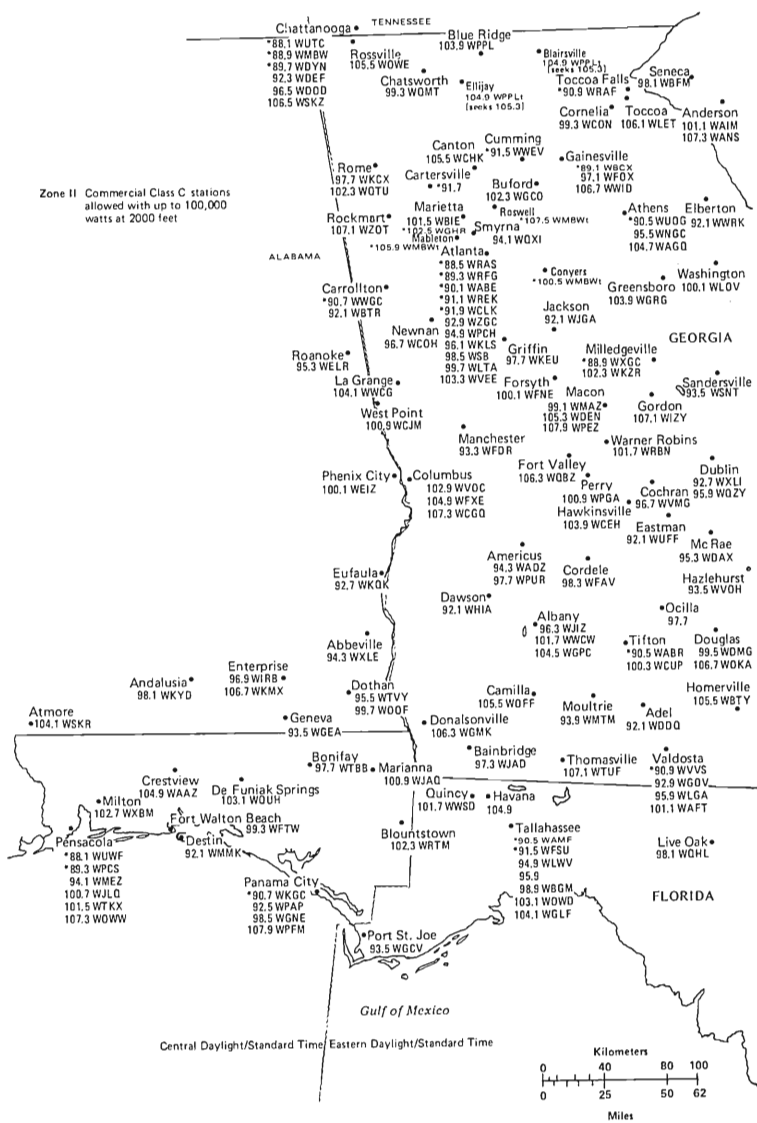 TENNESSEE
Chattanooga
*88.1 WUTC
*88.9 WMBW
*89.7 WDYN
92.3 WDEF
96.5 WDOD
106.5 WSKZ
Rossville
105.5 WOWE
Blue Ridge
103.9 WPPL
Chatsworth
99.3 WQMT
Ellijay
104.9 WPPLt
[seeks 105.3]
Blairsville
104.9 WPPLt
[seeks 105.3]
Toccoa Falls
*90.9 WRAF
Seneca
98.1 WBFM
Cornelia
99.3 WCON
Toccoa
106.1 WLET
Anderson
101.1 WAIM
107.3 WANS
Zone II Commercial Class C stations
allowed with up to 100,000
watts at 2000 feet
Rome
97.7 WKCX
102.3 WQTU
Canton
105.5 WCHK
Cumming
*91.5 WWEV
Cartersville
*91.7
Gainesville
*89.1 WBCX
97.1 WFOX
106.7 WWID
Buford
102.3 WGCO
Rockmart
107.1 WZOT
Marietta
101.5 WBIE
*102.5 WGHR
Mableton
*105.9 WMBWt
Roswell
*107.5 WMBWt
Smyrna
94.1 WQXI
Athens
*90.5 WUOG
95.5 WNGC
104.7 WAGQ
Elberton
92.1 WWRK
ALABAMA
Atlanta
*88.5 WRAS
*89.3 WRFG
*90.1 WABE
*91.1 WREK
*91.9 WCLK
92.9 WZGC
94.9 WPCH
96.1 WKLS
98.5 WSB
99.7 WLTA
103.3 WVEE
Conyers
*100.5 WMBWt
Greensboro
103.9 WGRG
Washington
100.1 WLOV
Carrollton
*90.7 WWGC
92.1 WBTR
Newnan
96.7 WCOH
Jackson
92.1 WJGA
GEORGIA
Griffin
97.7 WKEU
Milledgeville
*88.9 WXGC
102.3 WKZR
Roanoke
95.3 WELR
La Grange
104.1 WWCG
Forsyth
100.1 WFNE
Macon
99.1 WMAZ
105.3 WDEN
107.9 WPEZ
Gordon
107.1 WIZY
Sandersville
93.5 WSNT
West Point
100.9 WCJM
Manchester
93.3 WFDR
Warner Robins
101.7 WRBN
Phenix City
100.1 WEIZ
Columbus
102.9 WVOC
104.9 WFXE
107.3 WCGQ
Fort Valley
106.3 WQBZ
Perry
100.9 WPGA
Hawkinsville
103.9 WCEH
Cochran
96.7 WVMG
Dublin
92.7 WXLI
95.9 WQZY
Eastman
92.1 WUFF
Mc Rae
95.3 WDAX
Eufaula
92.7 WKQK
Americus
94.3 WADZ
97.7 WPUR
Cordele
98.3 WFAV
Hazlehurst
93.5 WVOH
Dawson
92.1 WHIA
Ocilla
97.7
Albany
96.3 WJIZ
101.7 WWCW
104.5 WGPC
Tifton
*90.5 WABR
100.3 WCUP
Douglas
99.5 WDMG
106.7 WOKA
Abbeville
94.3 WXLE
Andalusia
98.1 WKYD
Enterprise
96.9 WIRB
106.7 WKMX
Dothan
95.5 WTVY
99.7 WOOF
Camilla
105.5 WOFF
Moultrie
93.9 WMTM
Adel
92.1 WDDQ
Homerville
105.5 WBTY
Atmore
104.1 WSKR
Geneva
93.5 WGEA
Donalsonville
106.3 WGMK
Bonifay
97.7 WTBB
Marianna
100.9 WJAQ
Bainbridge
97.3 WJAD
Thomasville
107.1 WTUF
Valdosta
*90.9 WVVS
92.9 WGOV
95.9 WLGA
101.1 WAFT
Crestview
104.9 WAAZ
De Funiak Springs
103.1 WQUH
Milton
102.7 WXBM
Quincy
101.7 WWSD
Havana
104.9
Fort Walton Beach
99.3 WFTW
Destin
92.1 WMMK
Blountstown
102.3 WRTM
Tallahassee
*90.5 WAMF
*91.5 WFSU
94.9 WLWV
95.9
98.9 WBGM
103.1 WOWD
104.1 WGLF
Live Oak
98.1 WQHL
Pensacola
*88.1 WUWF
*89.3 WPCS
94.1 WMEZ
100.7 WJLQ
101.5 WTKX
107.3 WOWW
Panama City
*90.7 WKGC
92.5 WPAP
98.5 WGNE
107.9 WPFM
FLORIDA
Port St. Joe
93.5 WGCV
Gulf of Mexico
Central Daylight/Standard Time
Eastern Daylight/Standard Time
Kilometers
0 40 80 100
0 25 50 62
Miles